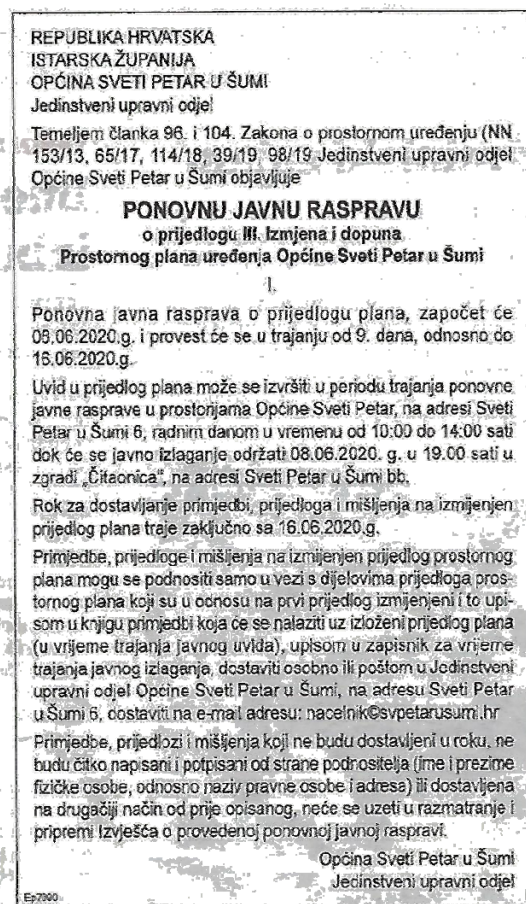 REPUBLIKA HRVATSKA
ISTARSKA ŽUPANIJA
OPĆINA SVETI PETAR U ŠUMI
Jedinstveni upravni odjel
Temeljem članka 96. i 104. Zakona o prostornom uređenju (NN
153/13, 65/17, 114/18, 39/19, 98/19 Jedinstveni upravni odjel
Općine Sveti Petar u Šumi objavljuje
PONOVNU JAVNU RASPRAVU
o prijedlogu III. Izmjena i dopuna
Prostornog plana uređenja Općine Sveti Petar u Šumi
I.
Ponovna javna rasprava o prijedlogu plana, započet će
08.06.2020.g. i provest će se u trajanju od 9. dana, odnosno do
16.06.2020.g.
Uvid u prijedlog plana može se izvršiti u periodu trajanja ponovne
javne rasprave u prostorijama Općine Sveti Petar, na adresi Sveti
Petar u Šumi 6, radnim danom u vremenu od 10:00 do 14:00 sati
dok će se javno izlaganje održati 08.06.2020. g. u 19.00 sati u
zgradi „Čitaonica", na adresi Sveti Petar u Šumi bb.
Rok za dostavljanje primjedbi, prijedloga i mišljenja na izmijenjen
prijedlog plana traje zaključno sa 16.06.2020.g.
Primjedbe, prijedloge i mišljenja na izmijenjen prijedlog prostornog
plana mogu se podnositi samo u vezi s dijelovima prijedloga pros-
tornog plana koji su u odnosu na prvi prijedlog izmijenjeni i to upi-
som u knjigu primjedbi koja će se nalaziti uz izloženi prijedlog plana
(u vrijeme trajanja javnog uvida), upisom u zapisnik za vrijeme
trajanja javnog izlaganja, dostaviti osobno ili poštom u Jedinstveni
upravni odjel Općine Sveti Petar u Šumi, na adresu Sveti Petar
u Šumi 6, dostaviti na e-mail adresu: nacelnik@svpetarusumi.hr
Primjedbe, prijedlozi i mišljenja koji ne budu dostavljeni u roku, ne
budu čitko napisani i potpisani od strane podnositelja (ime i prezime
fizičke osobe, odnosno naziv pravne osobe i adresa) ili dostavljena
na drugačiji način od prije opisanog, neće se uzeti u razmatranje i
pripremi Izvješća o provedenoj ponovnoj javnoj raspravi.
Općina Sveti Petar u Šumi
Jedinstveni upravni odjel